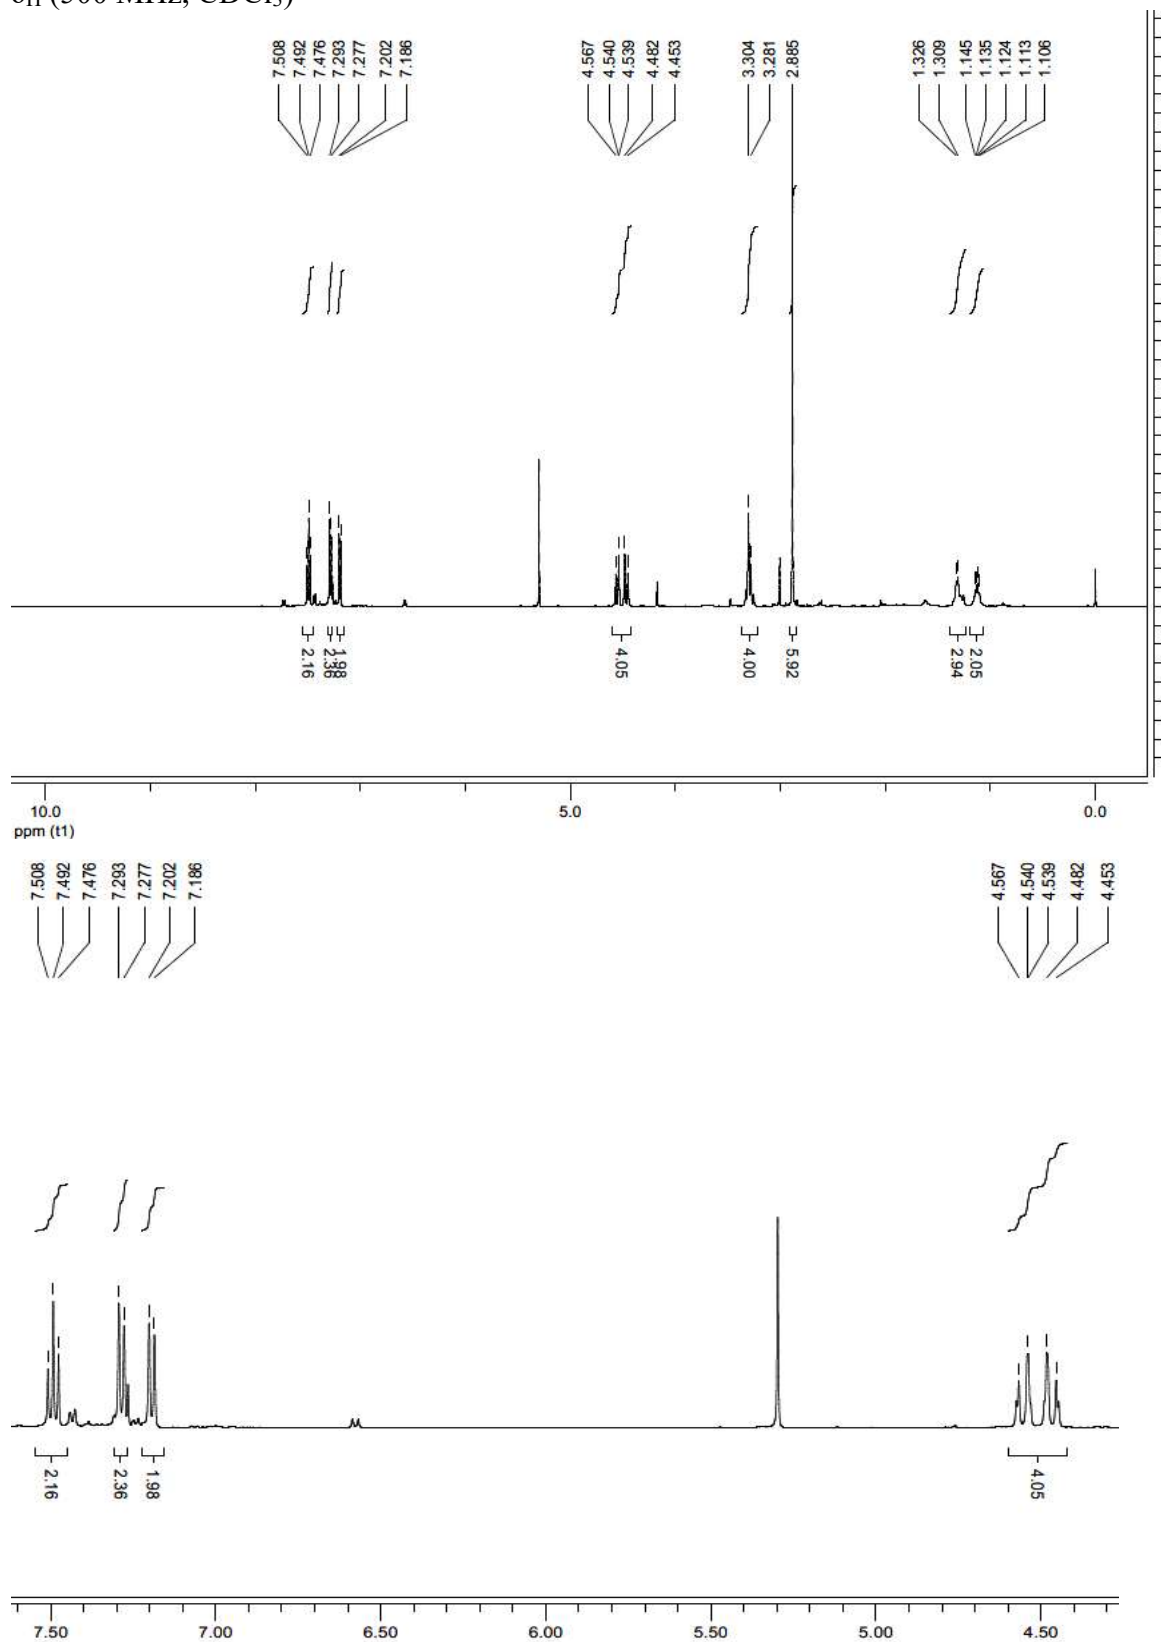 δH (500 MHz, CDCl3)
7.508 7.492 7.476 7.293 7.277 7.202 7.186 4.567 4.540 4.539 4.482 4.453 3.304 3.281 2.885 1.326 1.309 1.145 1.135 1.124 1.113 1.106
2.16 2.36 1.98 4.05 4.00 5.92 2.94 2.05
10.0 5.0 0.0
ppm (t1)
7.508 7.492 7.476 7.293 7.277 7.202 7.186 4.567 4.540 4.539 4.482 4.453
2.16 2.36 1.98 4.05
7.50 7.00 6.50 6.00 5.50 5.00 4.50